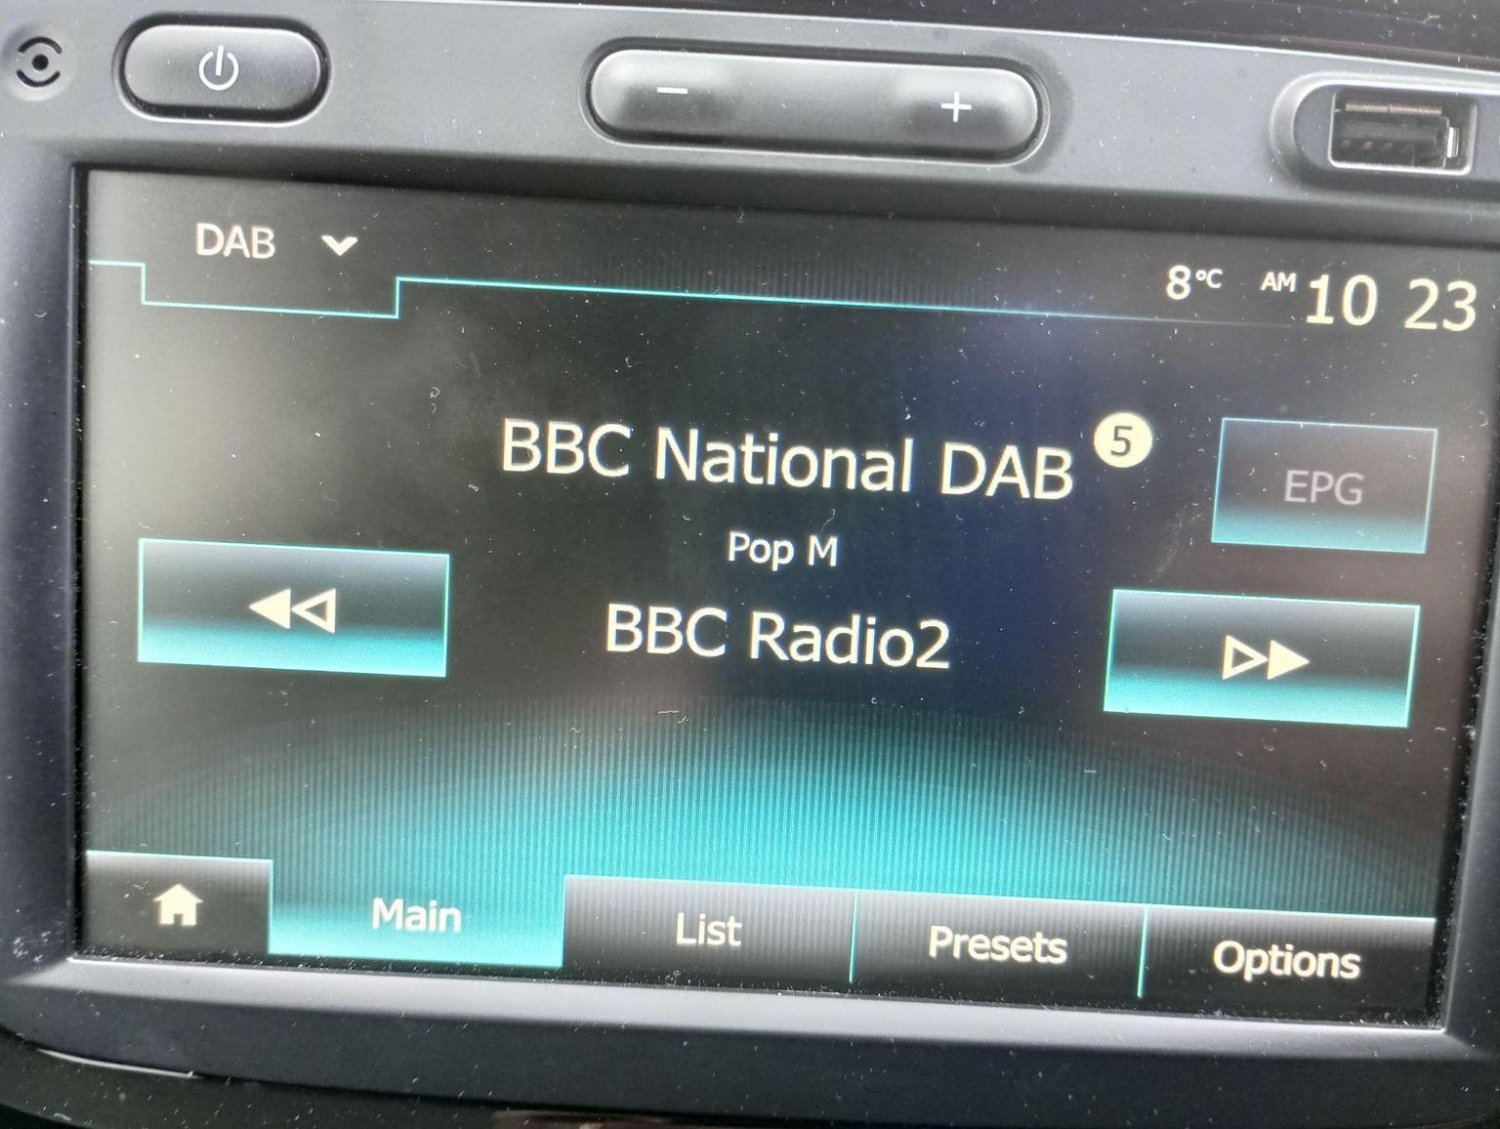 DAB
8°C AM 10 23
BBC National DAB 5
EPG
Pop M
BBC Radio2
Main
List
Presets
Options